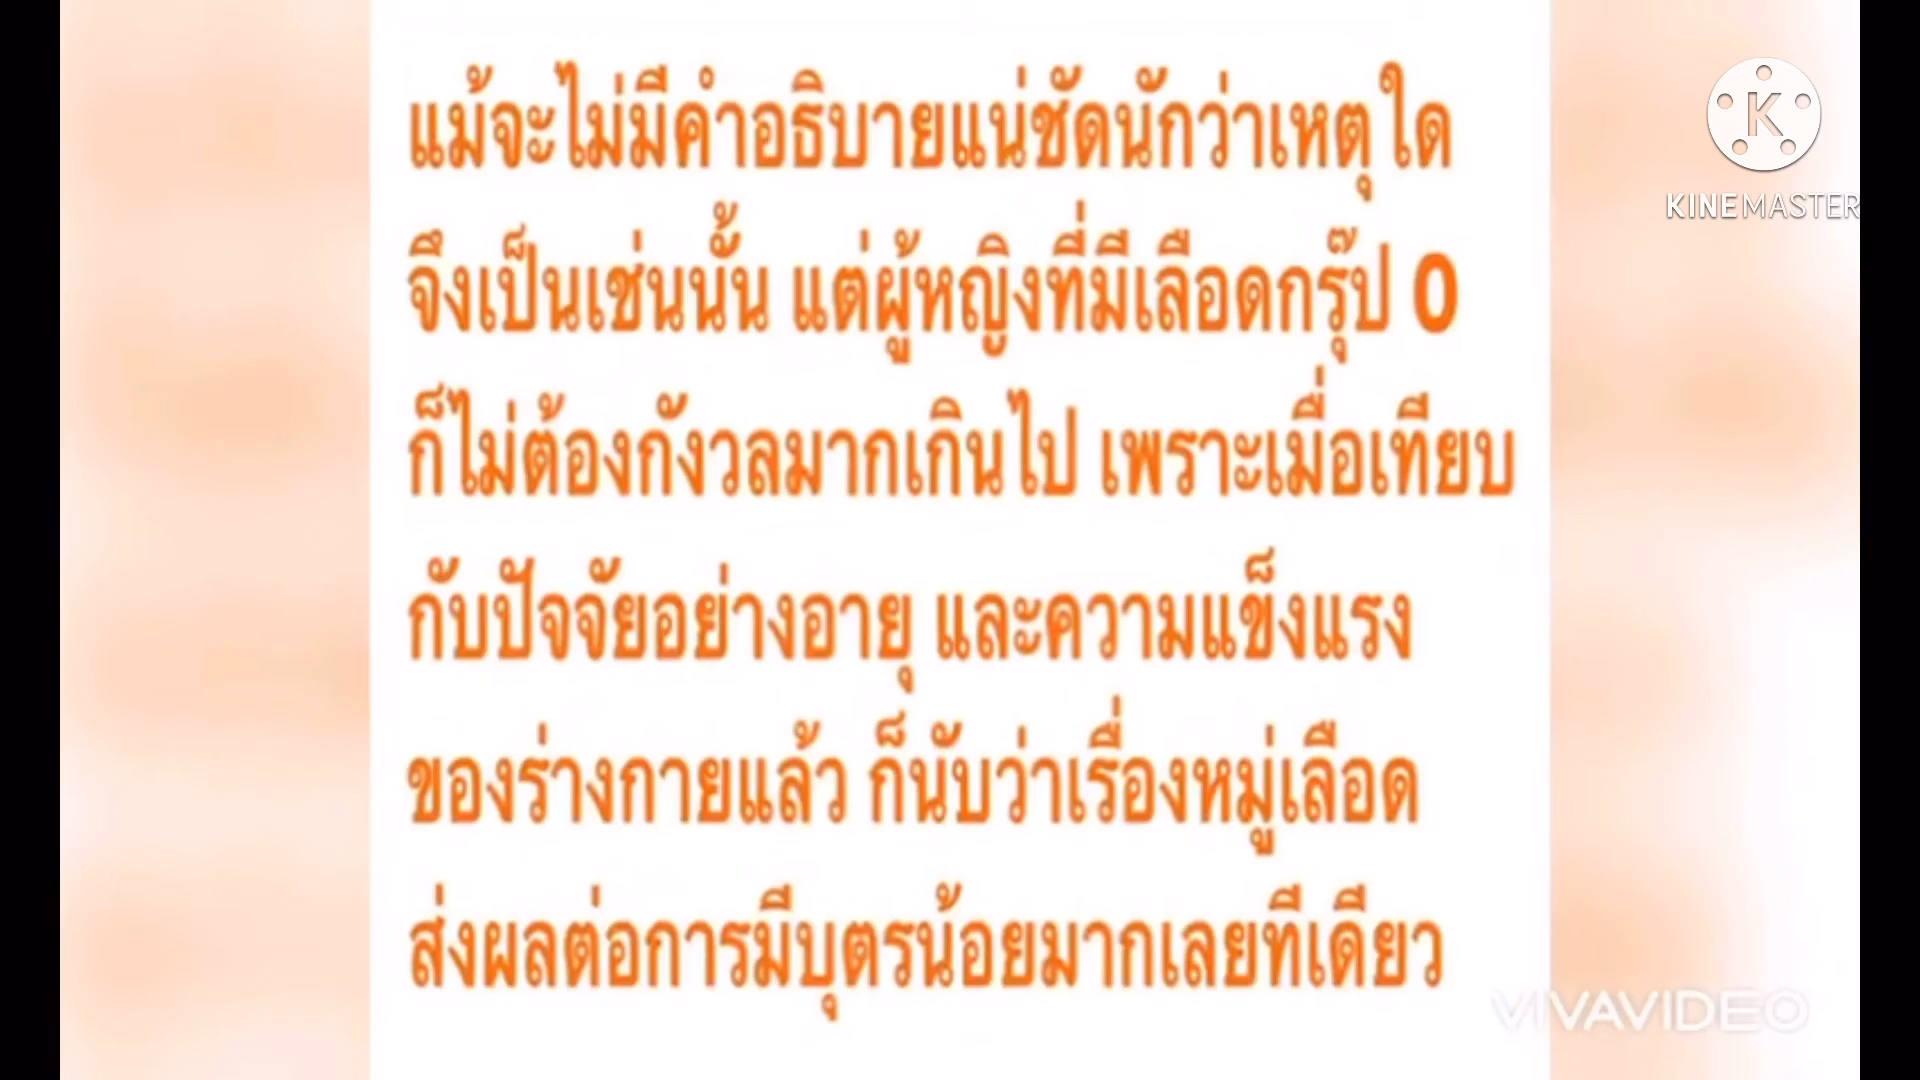 แม้จะไม่มีคำอธิบายแน่ชัดนักว่าเหตุใด
จึงเป็นเช่นนั้น แต่ผู้หญิงที่มีเลือดกรุ๊ป O
ก็ไม่ต้องกังวลมากเกินไป เพราะเมื่อเทียบ
กับปัจจัยอย่างอายุ และความแข็งแรง
ของร่างกายแล้ว ก็นับว่าเรื่องหมู่เลือด
ส่งผลต่อการมีบุตรน้อยมากเลยทีเดียว
K
KINEMASTER
VIVAVIDEO